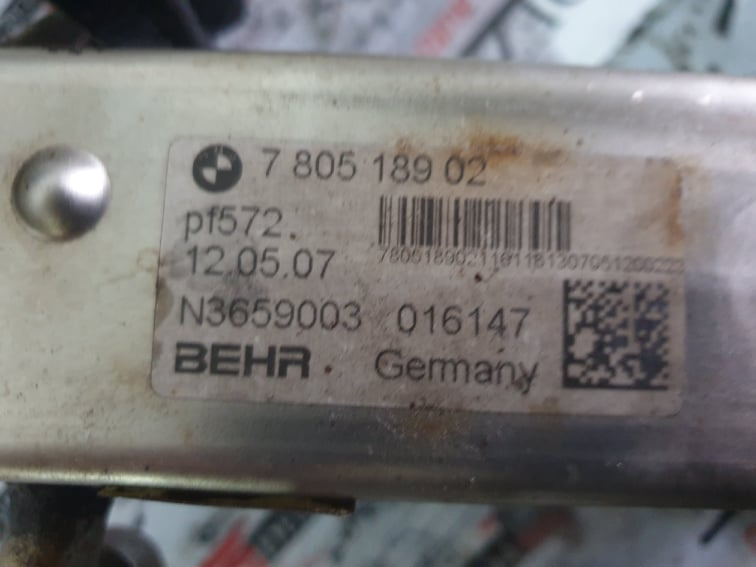 7 805 189 02
pf572.
12.05.07
N3659003 016147
BEHR. Germany